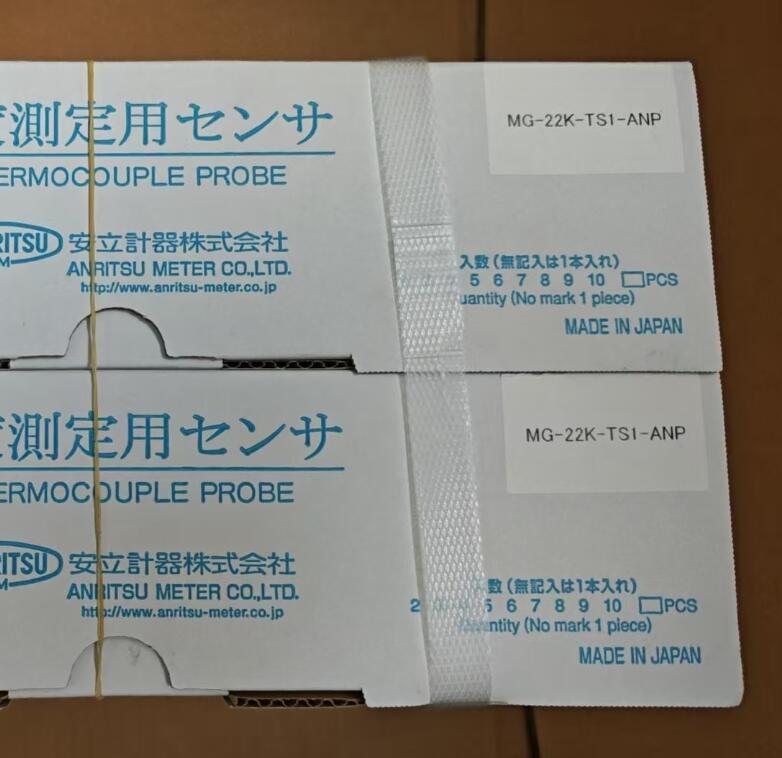 測定用センサ
MG-22K-TS1-ANP
ERMOCOUPLE PROBE
RITSU 安立計器株式会社
M ANRITSU METER CO.,LTD.
http://www.anritsu-meter.co.jp
入数 (無記入は1本入れ)
5 6 7 8 9 10 PCS
uantity (No mark 1 piece)
MADE IN JAPAN
測定用センサ
MG-22K-TS1-ANP
ERMOCOUPLE PROBE
RITSU 安立計器株式会社
M ANRITSU METER CO.,LTD.
http://www.anritsu-meter.co.jp
数 (無記入は1本入れ)
2 5 6 7 8 9 10 PCS
antity (No mark 1 piece)
MADE IN JAPAN